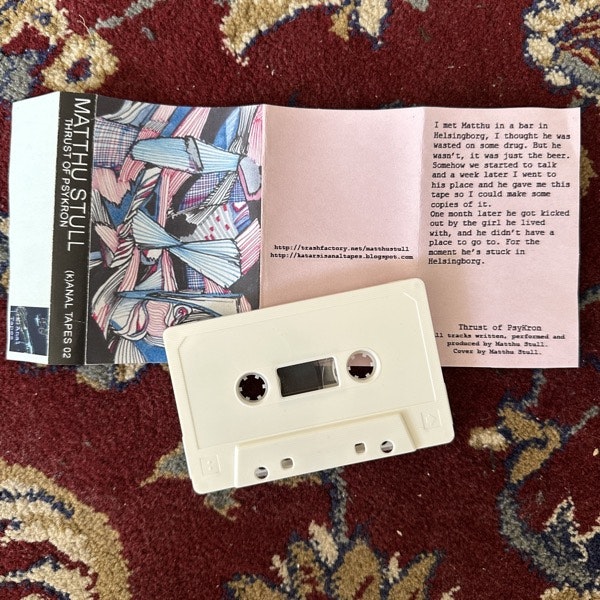 MATTHU STULL
THRUST OF PSYKRON
(K)ANAL TAPES 02
http://trashfactory.net/matthustull
http://katarsisanaltapes.blogspot.com
I met Matthu in a bar in
Helsingborg, I thought he was
wasted on some drug. But he
wasn't, it was just the beer.
Somehow we started to talk
and a week later I went to
his place and he gave me this
tape so I could make some
copies of it.
One month later he got kicked
out by the girl he lived
with, and he didn't have a
place to go to. For the
moment he's stuck in
Helsingborg.
Thrust of PsyKron
ll tracks written, performed and
produced by Matthu Stull.
Cover by Matthu Stull.